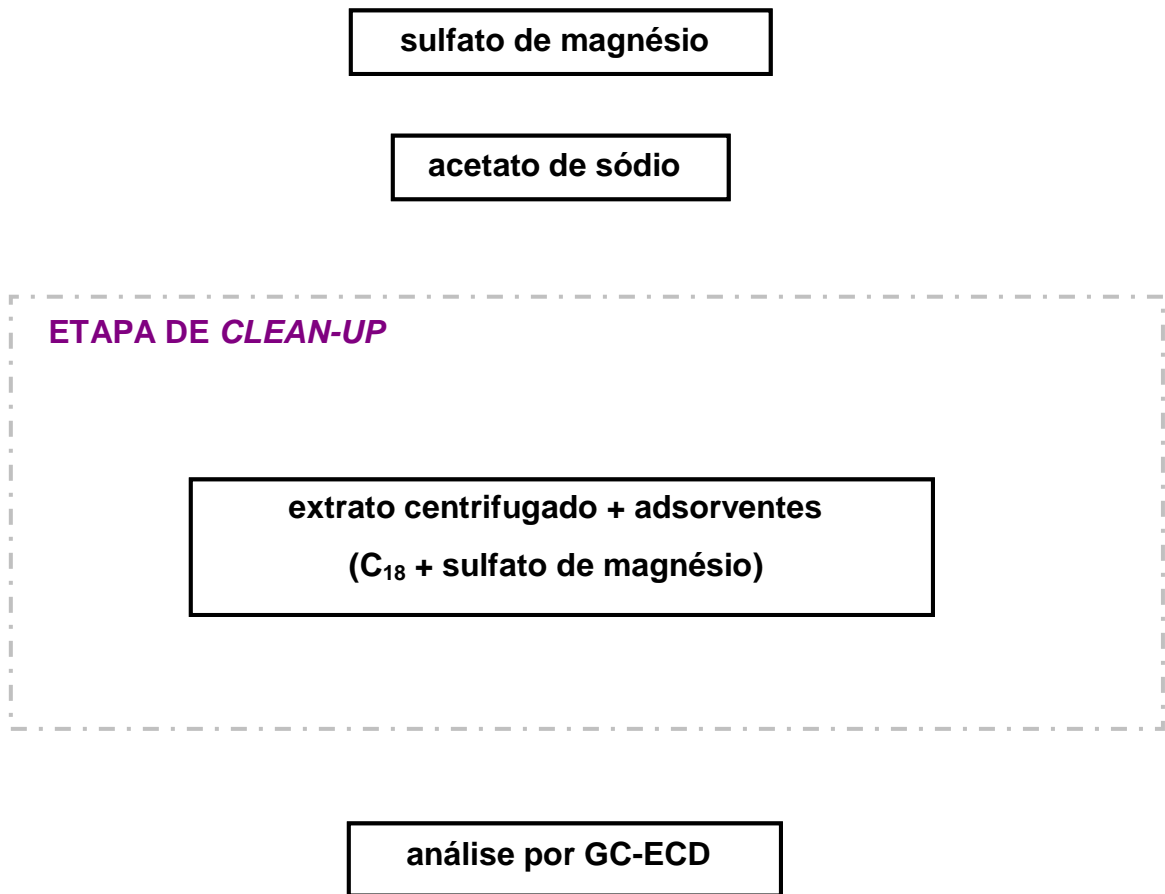 sulfato de magnésio
acetato de sódio
ETAPA DE CLEAN-UP
extrato centrifugado + adsorventes
(C₁₈ + sulfato de magnésio)
análise por GC-ECD